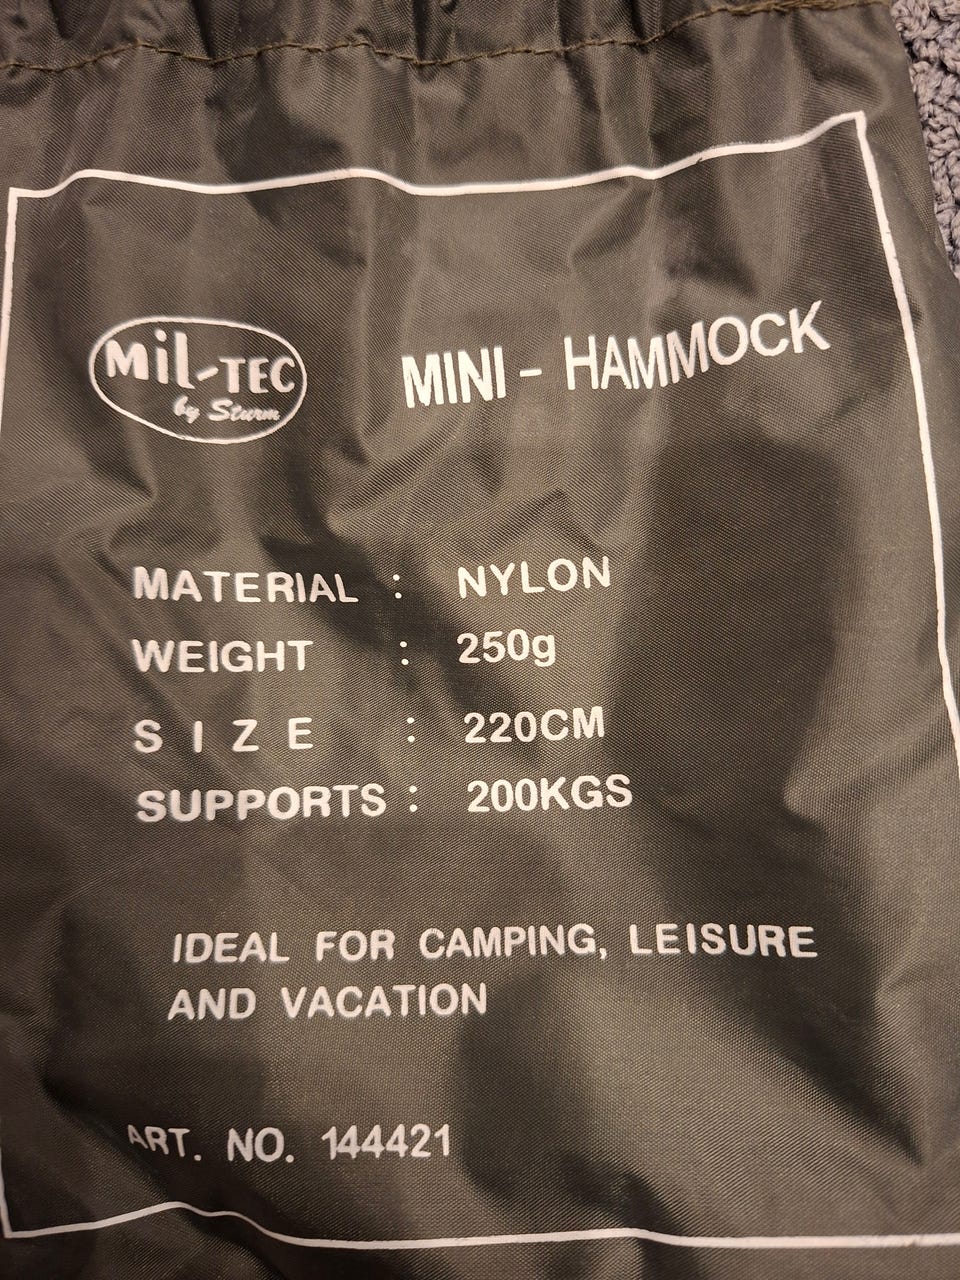 MiL-TEC
by Sturm
MINI - HAMMOCK
MATERIAL : NYLON
WEIGHT : 250g
SIZE : 220CM
SUPPORTS : 200KGS
IDEAL FOR CAMPING, LEISURE
AND VACATION
ART. NO. 144421